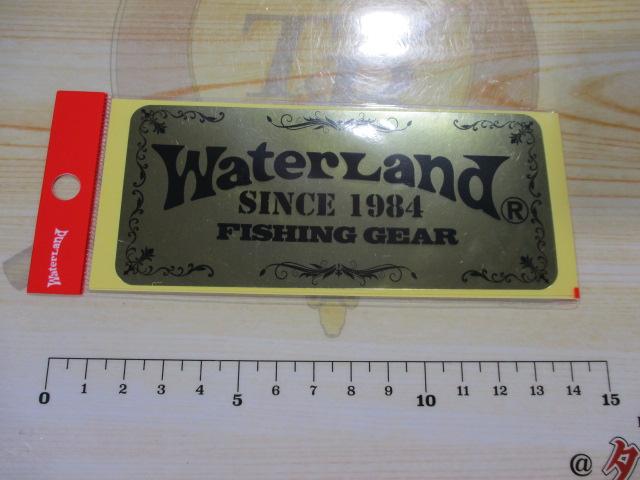 WaterLand®
SINCE 1984
FISHING GEAR
WaterLand
0 1 2 3 4 5 6 7 8 9 10 11 12 13 14 15
@タ